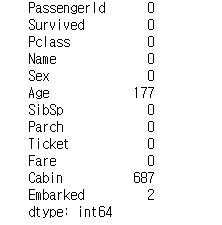 PassengerId 0
Survived 0
Pclass 0
Name 0
Sex 0
Age 177
SibSp 0
Parch 0
Ticket 0
Fare 0
Cabin 687
Embarked 2
dtype: int64